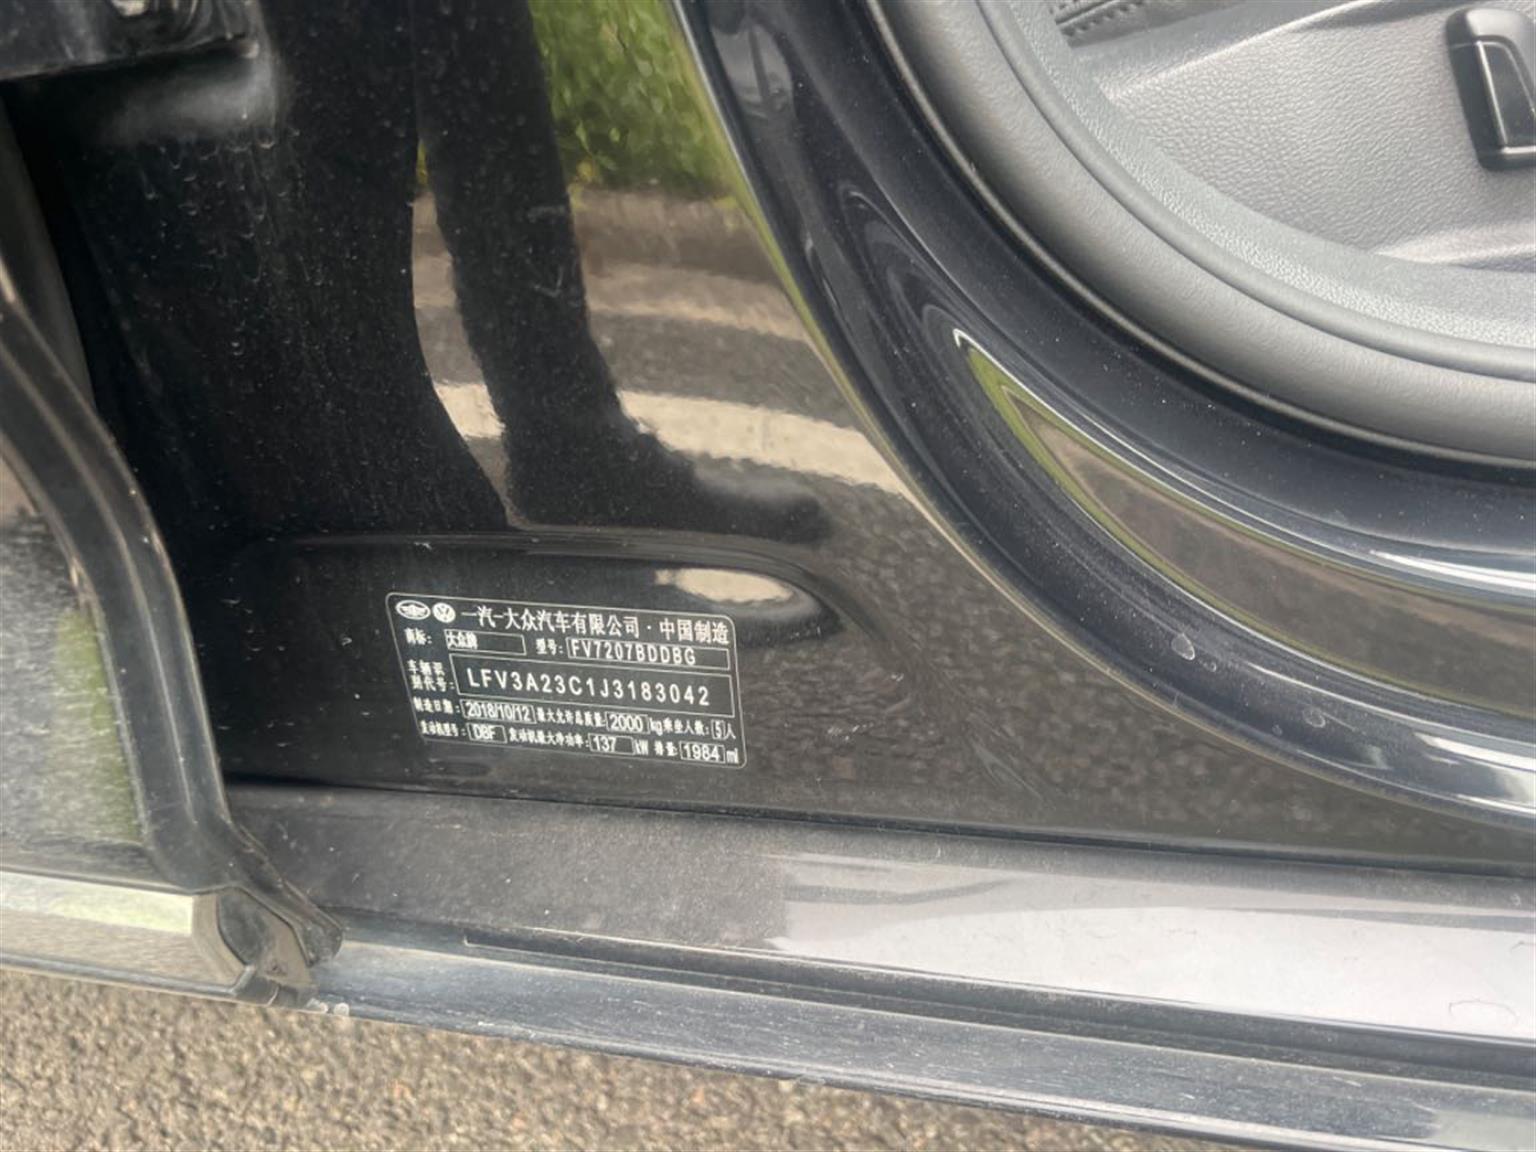 一汽-大众汽车有限公司·中国制造
商标: 大众牌 型号: FV7207BDDBG
车辆识别代号: LFV3A23C1J3183042
制造日期: 2018/10/12 最大允许总质量: 2000 kg 乘坐人数: 5 人
发动机型号: DBF 发动机最大净功率: 137 kW 排量: 1984 ml